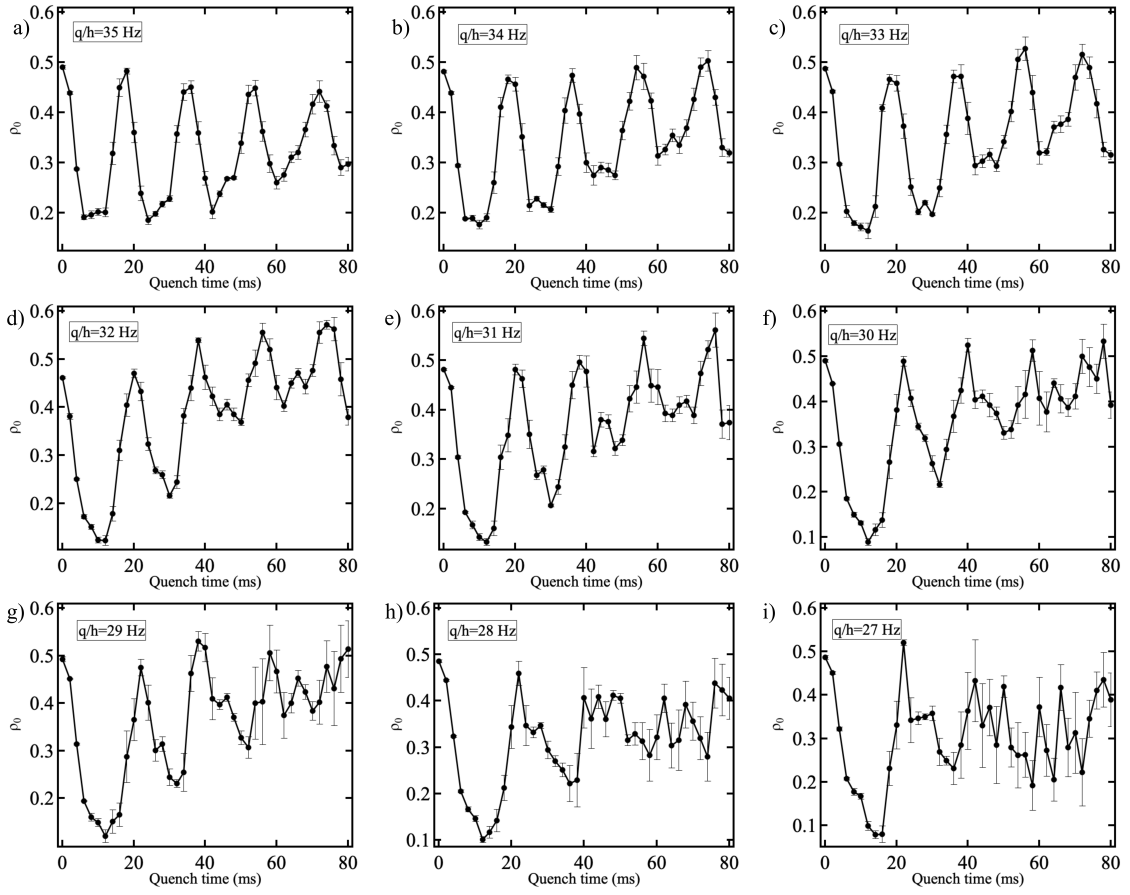 a)
q/h=35 Hz
0.6
0.5
0.4
0.3
0.2
ρ0
0 20 40 60 80
Quench time (ms)
b)
q/h=34 Hz
0.6
0.5
0.4
0.3
0.2
ρ0
0 20 40 60 80
Quench time (ms)
c)
q/h=33 Hz
0.6
0.5
0.4
0.3
0.2
ρ0
0 20 40 60 80
Quench time (ms)
d)
q/h=32 Hz
0.6
0.5
0.4
0.3
0.2
ρ0
0 20 40 60 80
Quench time (ms)
e)
q/h=31 Hz
0.6
0.5
0.4
0.3
0.2
ρ0
0 20 40 60 80
Quench time (ms)
f)
q/h=30 Hz
0.6
0.5
0.4
0.3
0.2
0.1
ρ0
0 20 40 60 80
Quench time (ms)
g)
q/h=29 Hz
0.6
0.5
0.4
0.3
0.2
ρ0
0 20 40 60 80
Quench time (ms)
h)
q/h=28 Hz
0.6
0.5
0.4
0.3
0.2
0.1
ρ0
0 20 40 60 80
Quench time (ms)
i)
q/h=27 Hz
0.6
0.5
0.4
0.3
0.2
0.1
ρ0
0 20 40 60 80
Quench time (ms)